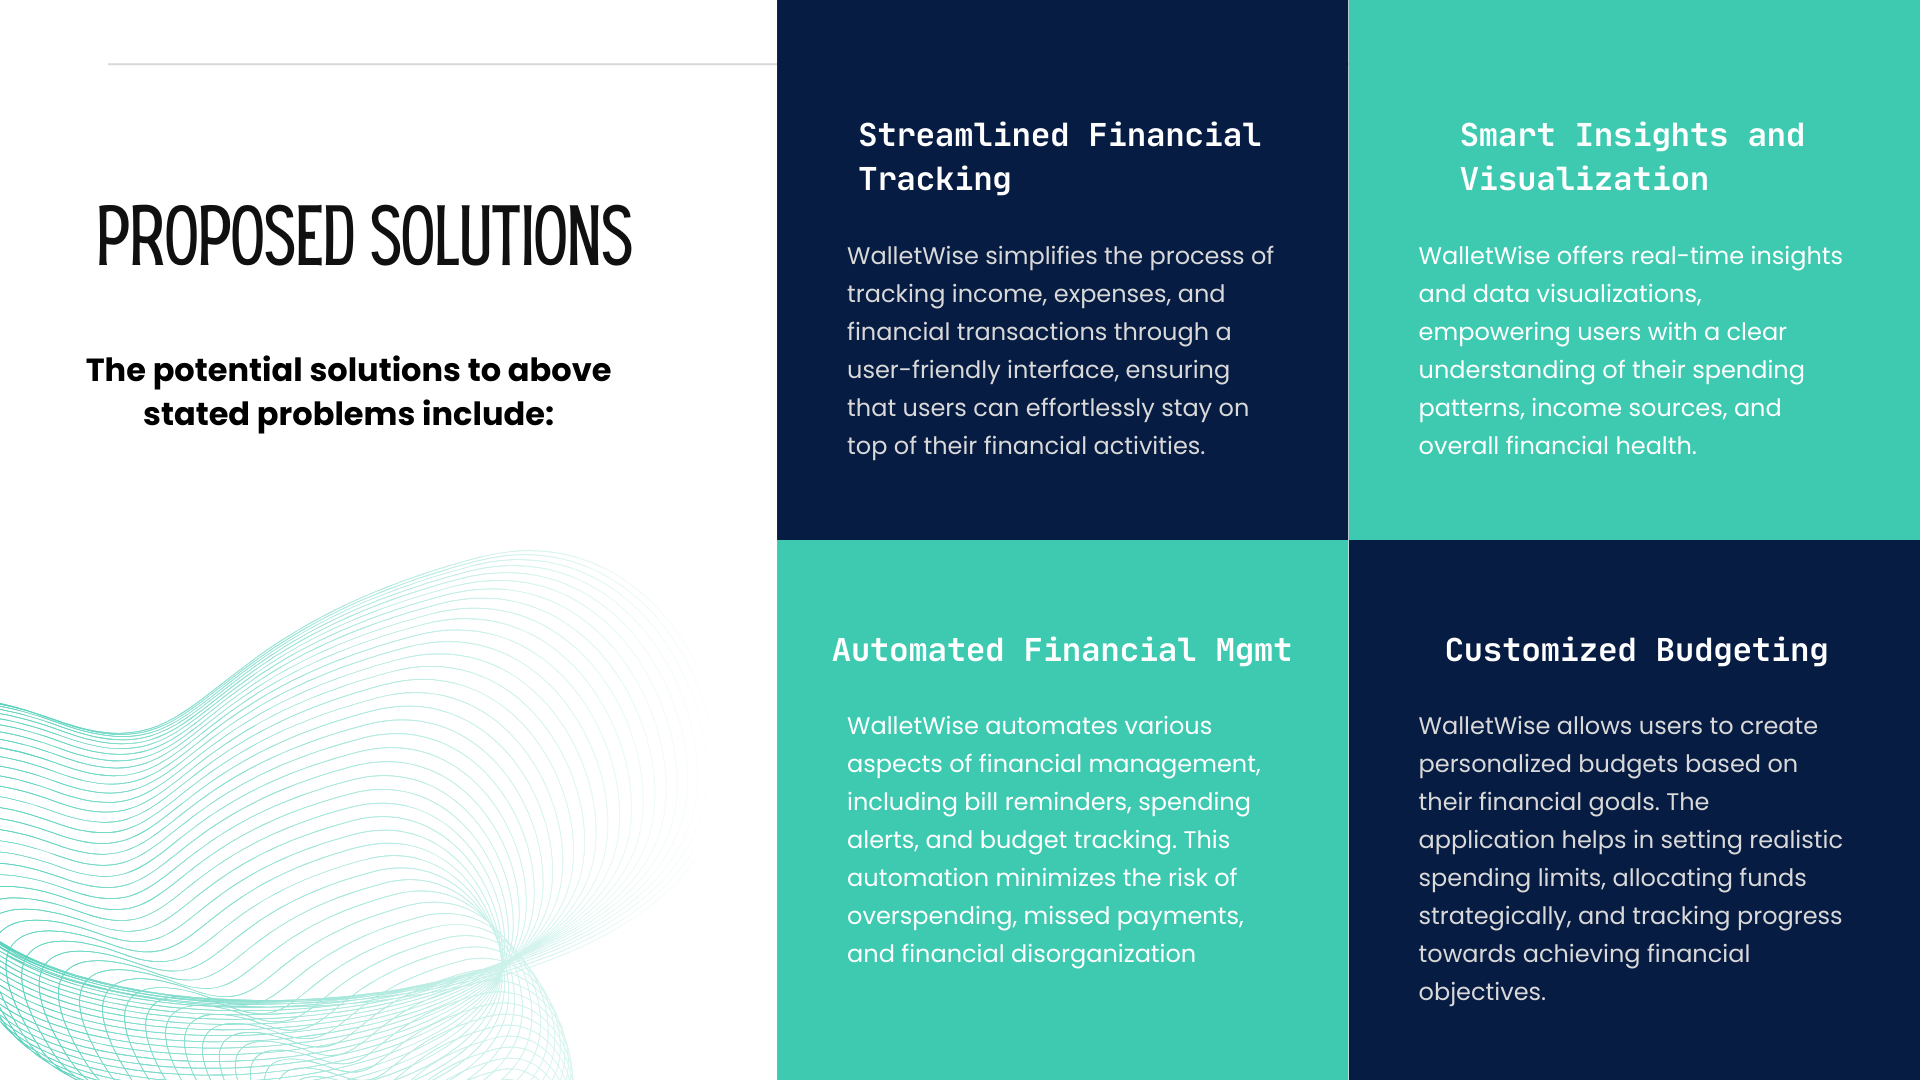 PROPOSED SOLUTIONS
The potential solutions to above
stated problems include:
Streamlined Financial
Tracking
WalletWise simplifies the process of
tracking income, expenses, and
financial transactions through a
user-friendly interface, ensuring
that users can effortlessly stay on
top of their financial activities.
Smart Insights and
Visualization
WalletWise offers real-time insights
and data visualizations,
empowering users with a clear
understanding of their spending
patterns, income sources, and
overall financial health.
Automated Financial Mgmt
WalletWise automates various
aspects of financial management,
including bill reminders, spending
alerts, and budget tracking. This
automation minimizes the risk of
overspending, missed payments,
and financial disorganization
Customized Budgeting
WalletWise allows users to create
personalized budgets based on
their financial goals. The
application helps in setting realistic
spending limits, allocating funds
strategically, and tracking progress
towards achieving financial
objectives.